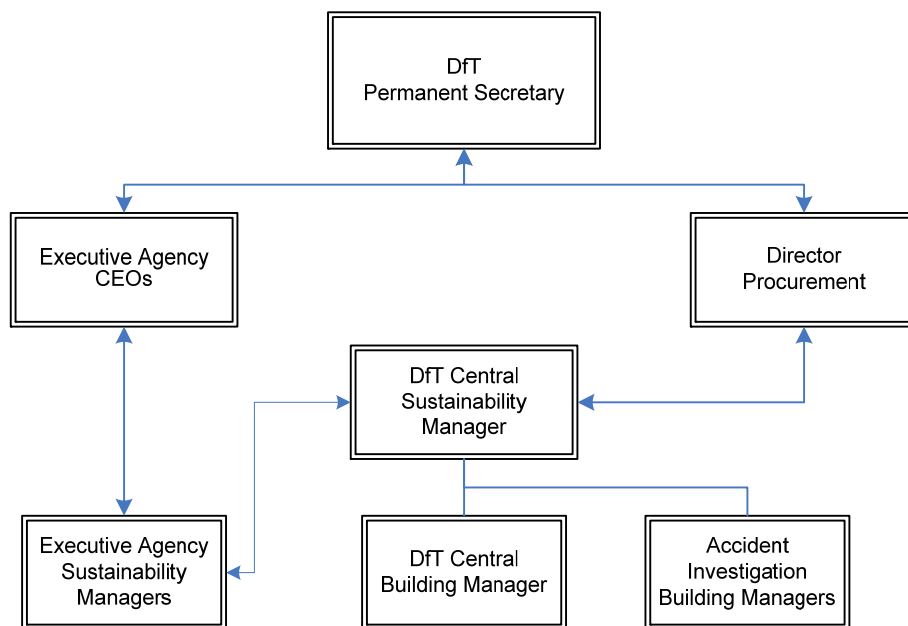 DfT
Permanent Secretary
Executive Agency
CEOs
Director
Procurement
DfT Central
Sustainability
Manager
Executive Agency
Sustainability
Managers
DfT Central
Building Manager
Accident
Investigation
Building Managers